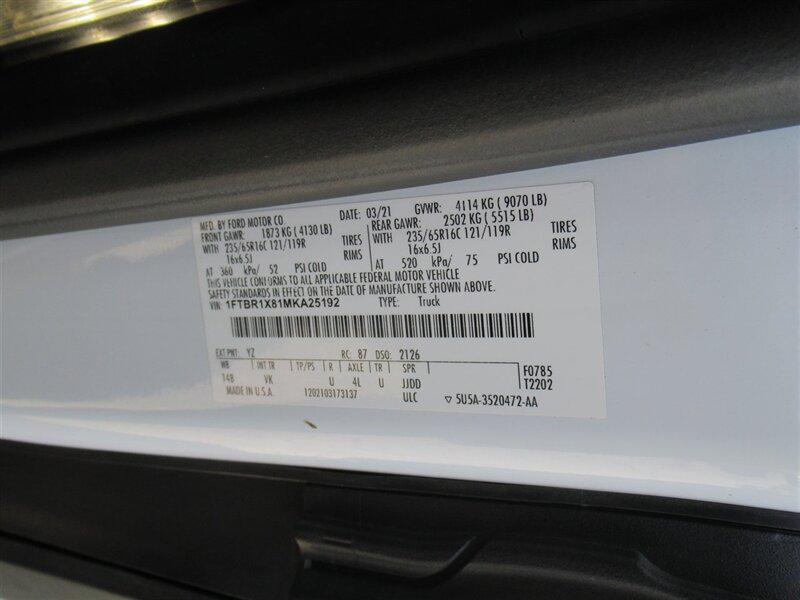 MFD. BY FORD MOTOR CO. DATE: 03/21 GVWR: 4114 KG ( 9070 LB)
FRONT GAWR: 1873 KG ( 4130 LB) REAR GAWR: 2502 KG ( 5515 LB)
WITH 235/65R16C 121/119R TIRES WITH 235/65R16C 121/119R TIRES
16x6.5J RIMS 16x6.5J RIMS
AT 360 kPa/ 52 PSI COLD AT 520 kPa/ 75 PSI COLD
THIS VEHICLE CONFORMS TO ALL APPLICABLE FEDERAL MOTOR VEHICLE
SAFETY STANDARDS IN EFFECT ON THE DATE OF MANUFACTURE SHOWN ABOVE.
VIN: 1FTBR1X81MKA25192 TYPE: Truck
EXT PNT: YZ RC: 87 DSO: 2126
WB INT TR TP/PS R AXLE TR SPR F0785
148 VK U 4L U JJDD T2202
MADE IN U.S.A. 1202103173137 ULC ▽ 5U5A-3520472-AA